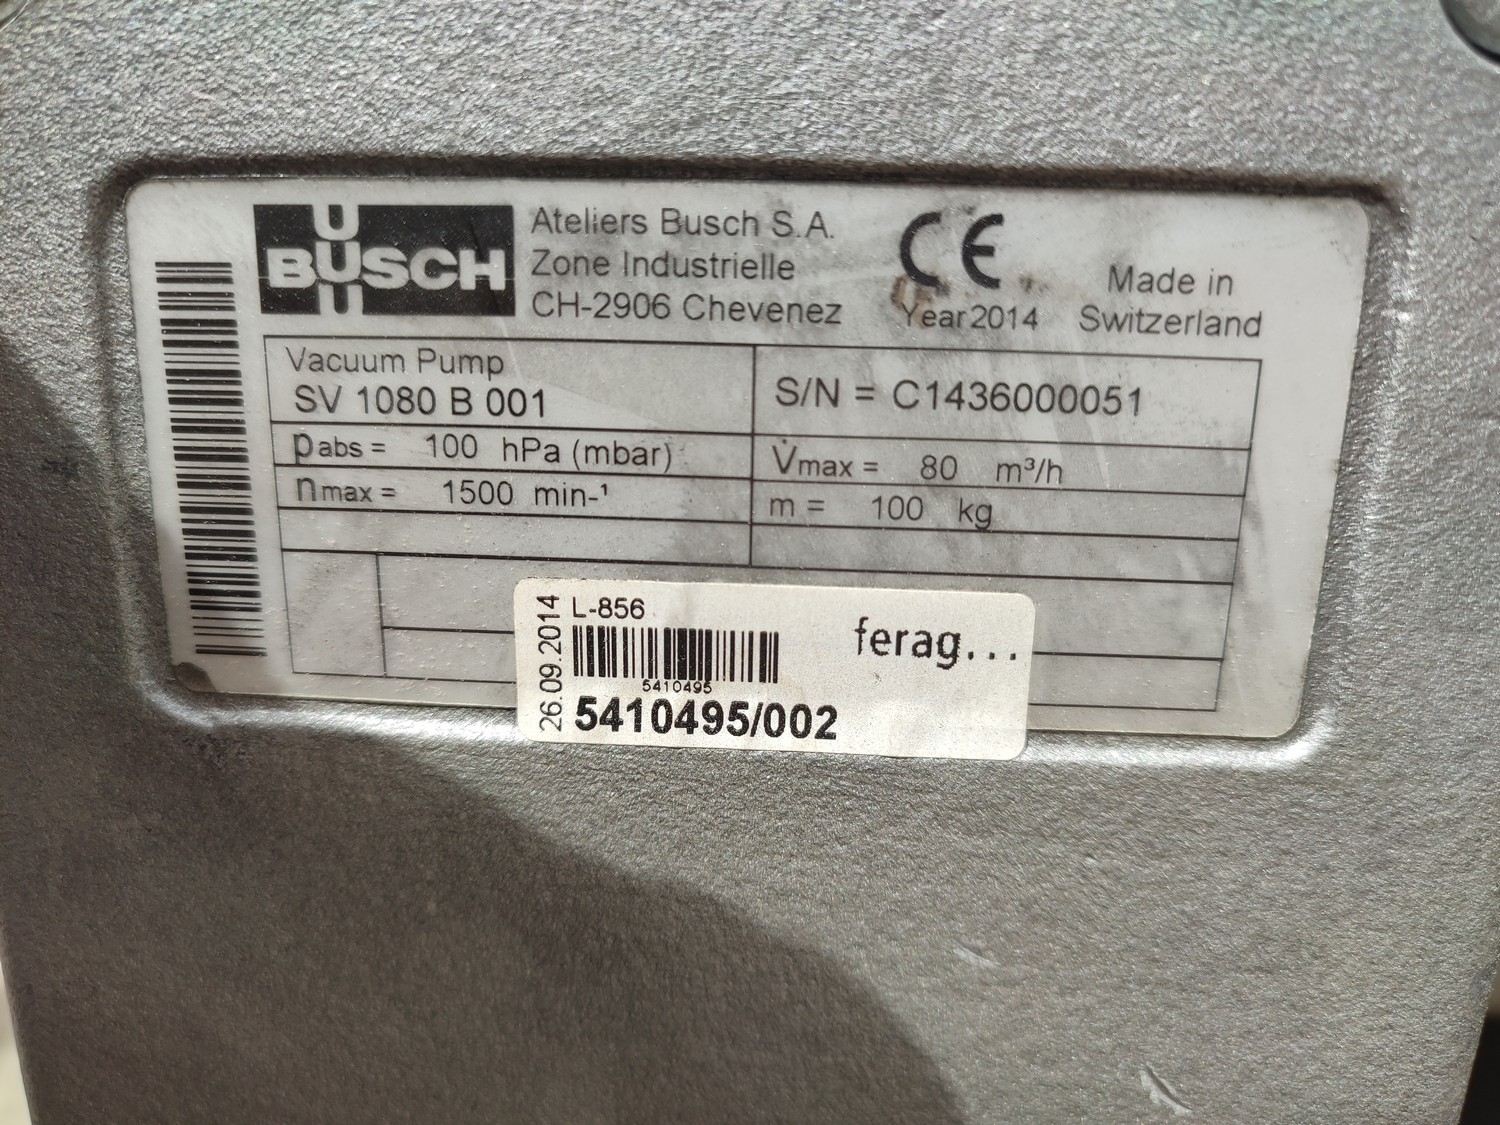 BUSCH
U
U
Ateliers Busch S.A.
Zone Industrielle
CH-2906 Chevenez
CE
Year 2014
Made in
Switzerland
Vacuum Pump
SV 1080 B 001
S/N = C1436000051
pabs = 100 hPa (mbar)
V̇max = 80 m³/h
nmax = 1500 min-¹
m = 100 kg
26.09.2014
L-856
5410495
5410495/002
ferag...